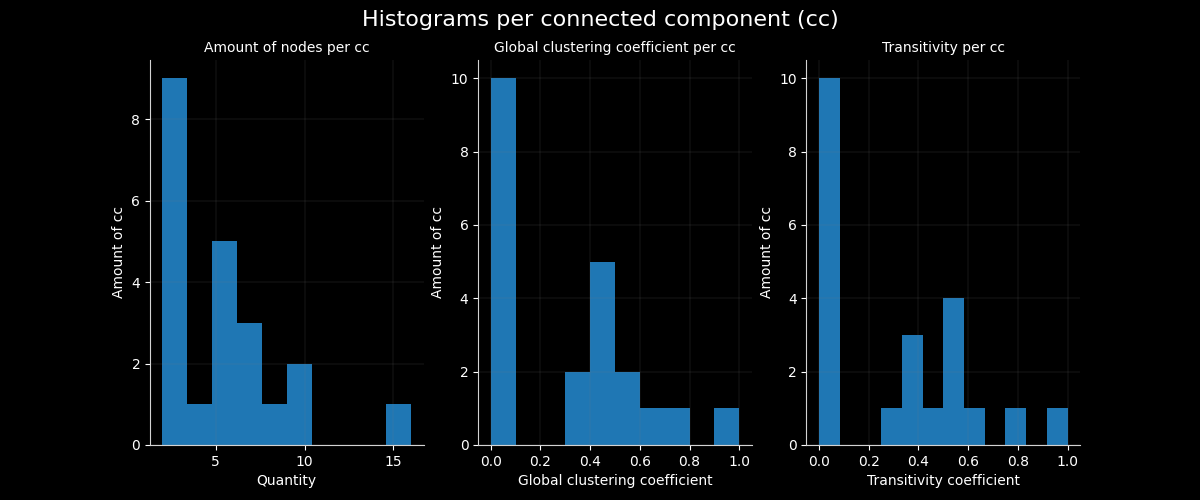 Histograms per connected component (cc)
Amount of nodes per cc
Global clustering coefficient per cc
Transitivity per cc
Amount of cc
8
6
4
2
0
5 10 15
Quantity
Amount of cc
10
8
6
4
2
0
0.0 0.2 0.4 0.6 0.8 1.0
Global clustering coefficient
Amount of cc
10
8
6
4
2
0
0.0 0.2 0.4 0.6 0.8 1.0
Transitivity coefficient